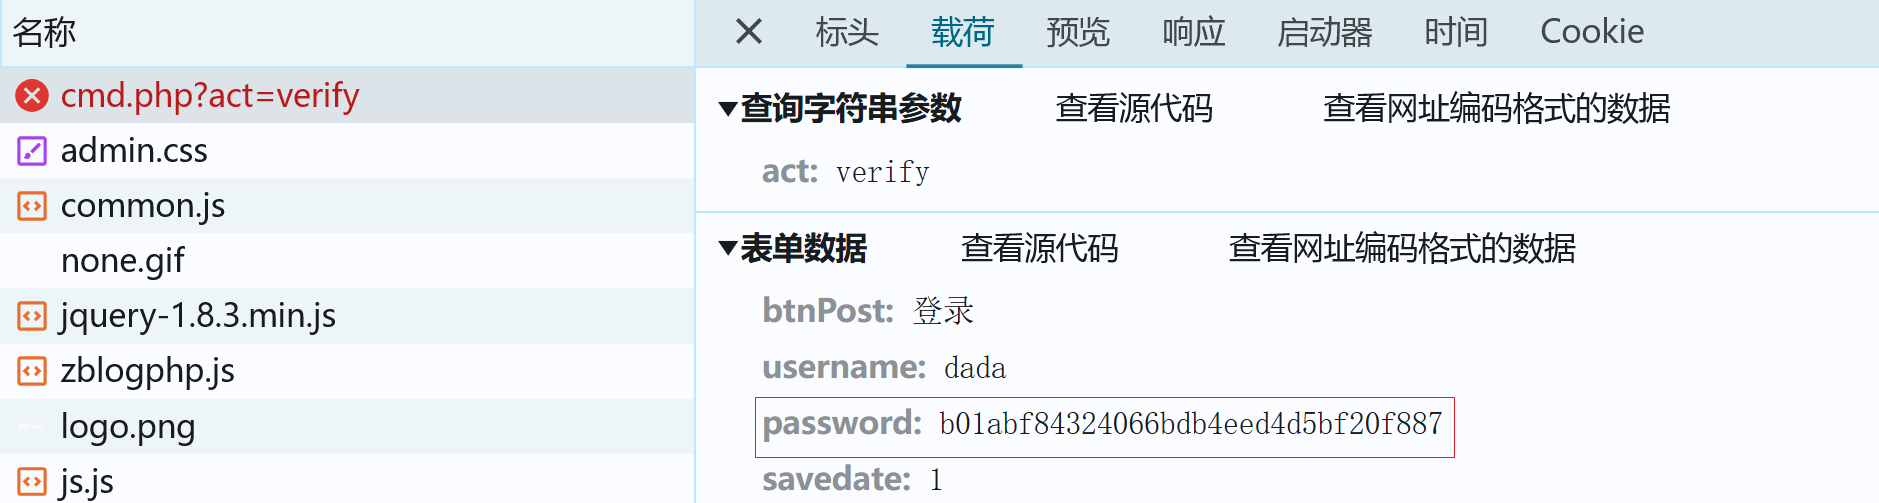 名称
cmd.php?act=verify
admin.css
common.js
none.gif
jquery-1.8.3.min.js
zblogphp.js
logo.png
js.js
标头 载荷 预览 响应 启动器 时间 Cookie
查询字符串参数 查看源代码 查看网址编码格式的数据
act: verify
表单数据 查看源代码 查看网址编码格式的数据
btnPost: 登录
username: dada
password: b01abf84324066bdb4eed4d5bf20f887
savedate: 1